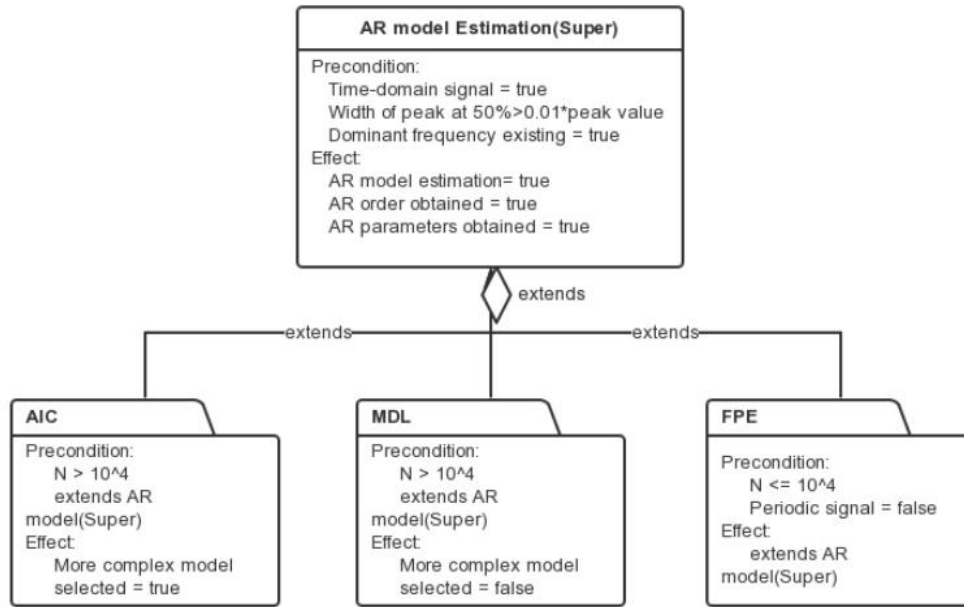 AR model Estimation(Super)
Precondition:
Time-domain signal = true
Width of peak at 50%>0.01*peak value
Dominant frequency existing = true
Effect:
AR model estimation= true
AR order obtained = true
AR parameters obtained = true
extends
extends
extends
AIC
Precondition:
N > 10^4
extends AR
model(Super)
Effect:
More complex model
selected = true
MDL
Precondition:
N > 10^4
extends AR
model(Super)
Effect:
More complex model
selected = false
FPE
Precondition:
N <= 10^4
Periodic signal = false
Effect:
extends AR
model(Super)